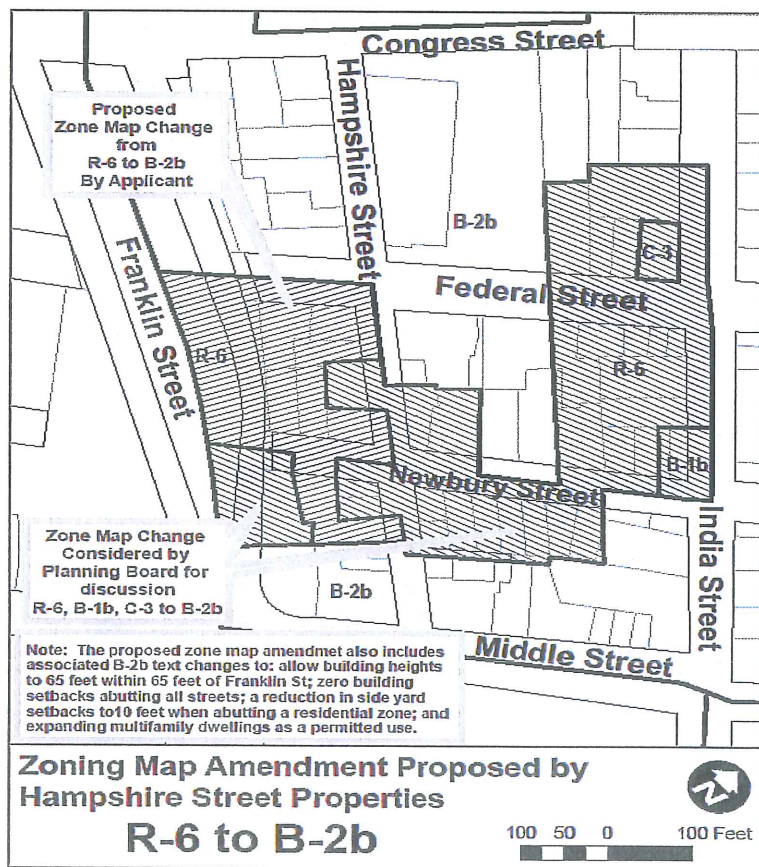 Congress Street
Hampshire Street
Proposed
Zone Map Change
from
R-6 to B-2b
By Applicant
B-2b
C-3
Franklin Street
Federal Street
R-6
R-6
B-1b
Newbury Street
India Street
Zone Map Change
Considered by
Planning Board for
discussion
R-6, B-1b, C-3 to B-2b
B-2b
Middle Street
Note: The proposed zone map amendmet also includes
associated B-2b text changes to: allow building heights
to 65 feet within 65 feet of Franklin St; zero building
setbacks abutting all streets; a reduction in side yard
setbacks to10 feet when abutting a residential zone; and
expanding multifamily dwellings as a permitted use.
Zoning Map Amendment Proposed by
Hampshire Street Properties
R-6 to B-2b
N
100 50 0 100 Feet